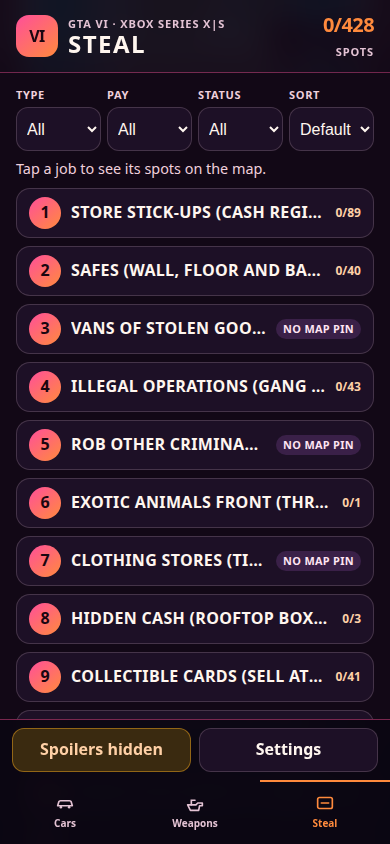 VI
GTA VI · XBOX SERIES X|S
STEAL
0/428
SPOTS
TYPE PAY STATUS SORT
All All All Default
Tap a job to see its spots on the map.
1 STORE STICK-UPS (CASH REGI... 0/89
2 SAFES (WALL, FLOOR AND BA... 0/40
3 VANS OF STOLEN GOO... NO MAP PIN
4 ILLEGAL OPERATIONS (GANG ... 0/43
5 ROB OTHER CRIMINA... NO MAP PIN
6 EXOTIC ANIMALS FRONT (THR... 0/1
7 CLOTHING STORES (TI... NO MAP PIN
8 HIDDEN CASH (ROOFTOP BOX... 0/3
9 COLLECTIBLE CARDS (SELL AT... 0/41
Spoilers hidden Settings
Cars Weapons Steal